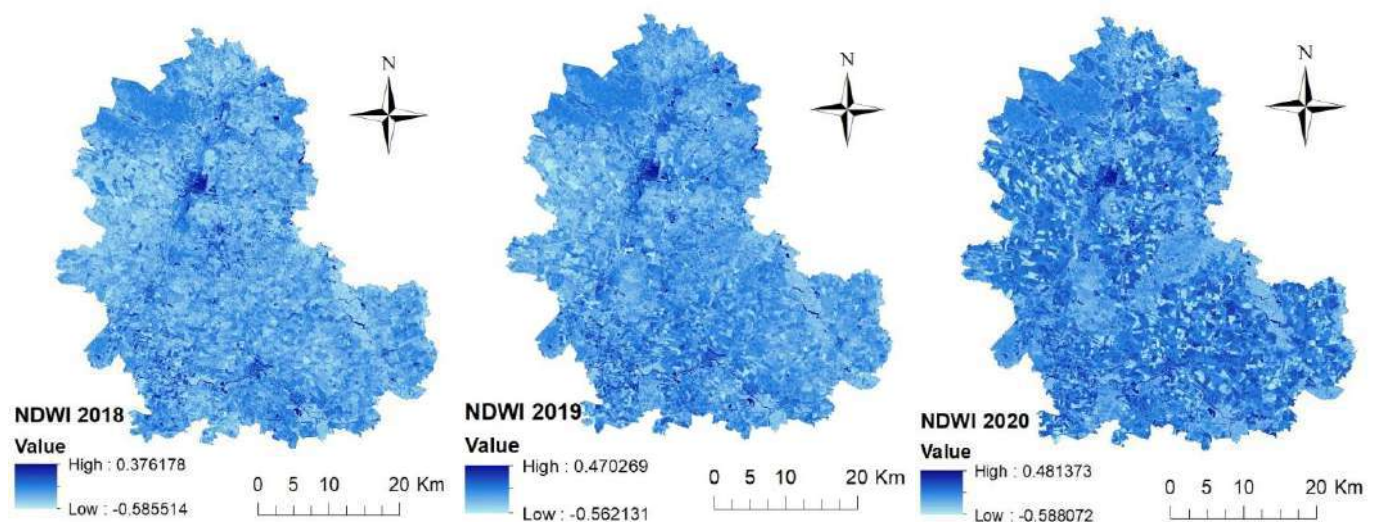 N
N
N
NDWI 2018
Value
High : 0.376178
Low : -0.585514
0 5 10 20 Km
NDWI 2019
Value
High : 0.470269
Low : -0.562131
0 5 10 20 Km
NDWI 2020
Value
High : 0.481373
Low : -0.588072
0 5 10 20 Km